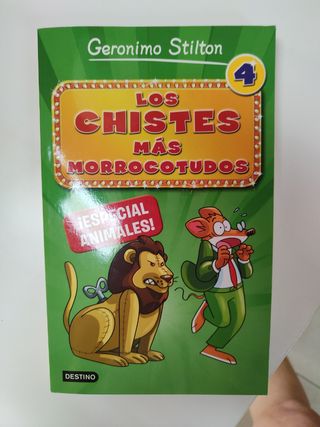 Geronimo Stilton
4
LOS
CHISTES
MÁS
MORROCOTUDOS
¡ESPECIAL
ANIMALES!
DESTINO